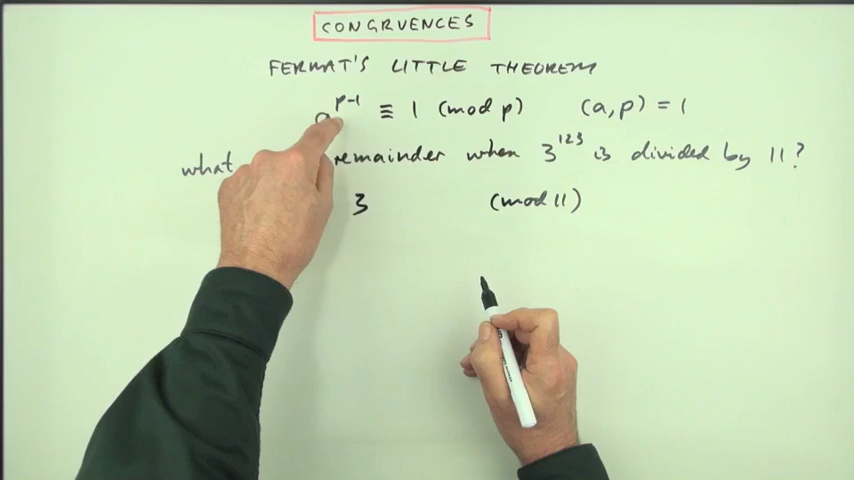 CONGRUENCES
FERMAT'S LITTLE THEOREM
a^{p-1} ≡ 1 (mod p) (a, p) = 1
what remainder when 3^{123} is divided by 11?
3 (mod 11)